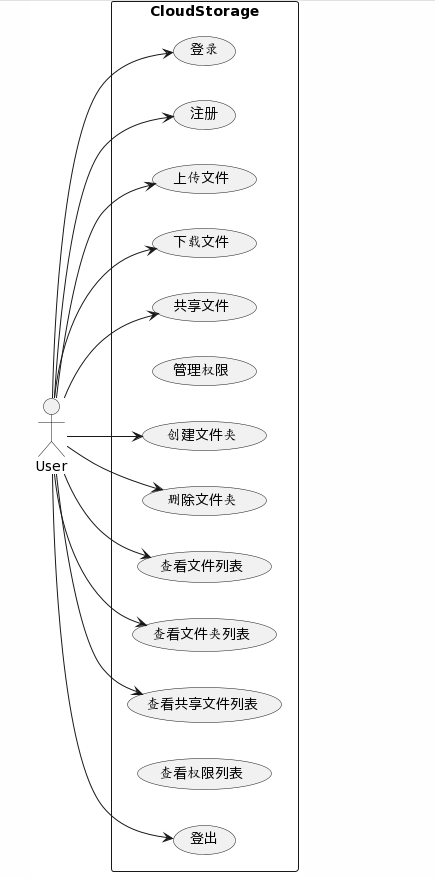 CloudStorage
登录
注册
上传文件
下载文件
共享文件
管理权限
创建文件夹
User
删除文件夹
查看文件列表
查看文件夹列表
查看共享文件列表
查看权限列表
登出